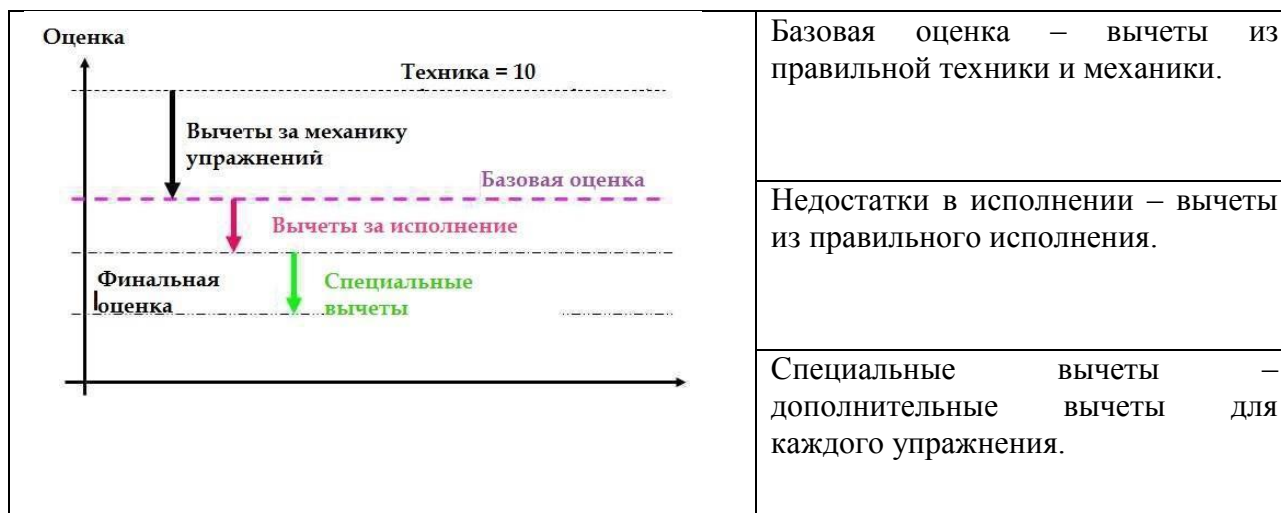 Оценка
Техника = 10
Вычеты за механику
упражнений
Базовая оценка
Вычеты за исполнение
Финальная
оценка
Специальные
вычеты
Базовая оценка – вычеты из
правильной техники и механики.
Недостатки в исполнении – вычеты
из правильного исполнения.
Специальные вычеты –
дополнительные вычеты для
каждого упражнения.